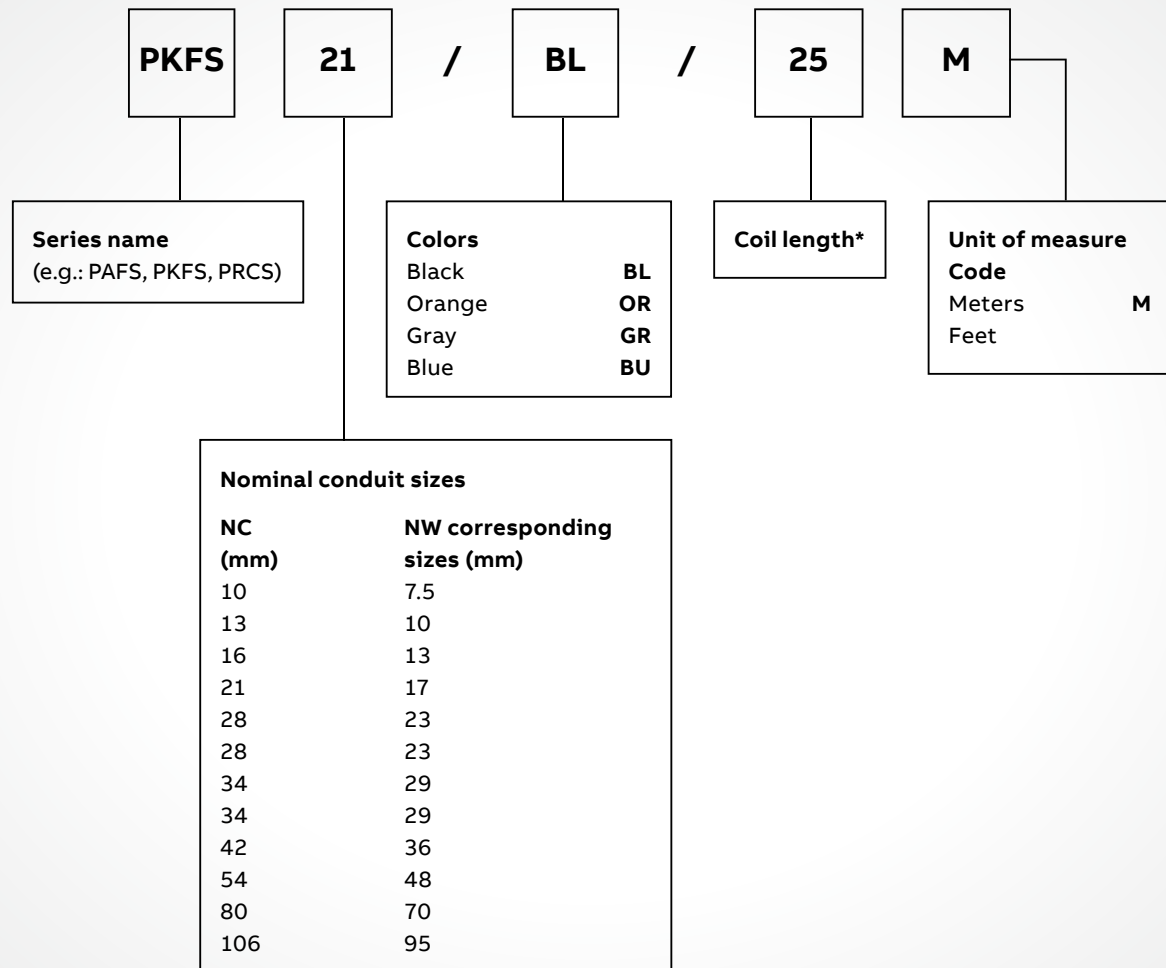 PKFS 21 / BL / 25 M
Series name
(e.g.: PAFS, PKFS, PRCS)
Colors
Black BL
Orange OR
Gray GR
Blue BU
Coil length*
Unit of measure
Code
Meters M
Feet
Nominal conduit sizes
NC NW corresponding
(mm) sizes (mm)
10 7.5
13 10
16 13
21 17
28 23
28 23
34 29
34 29
42 36
54 48
80 70
106 95